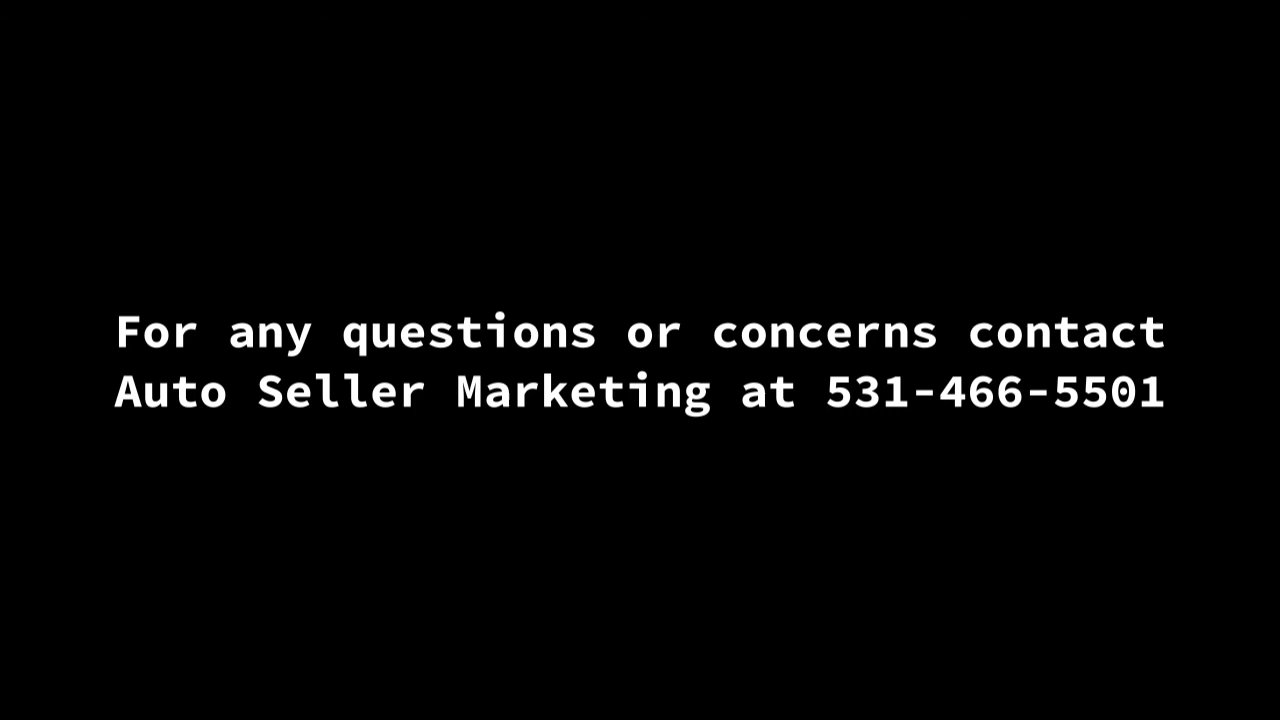 For any questions or concerns contact
Auto Seller Marketing at 531-466-5501